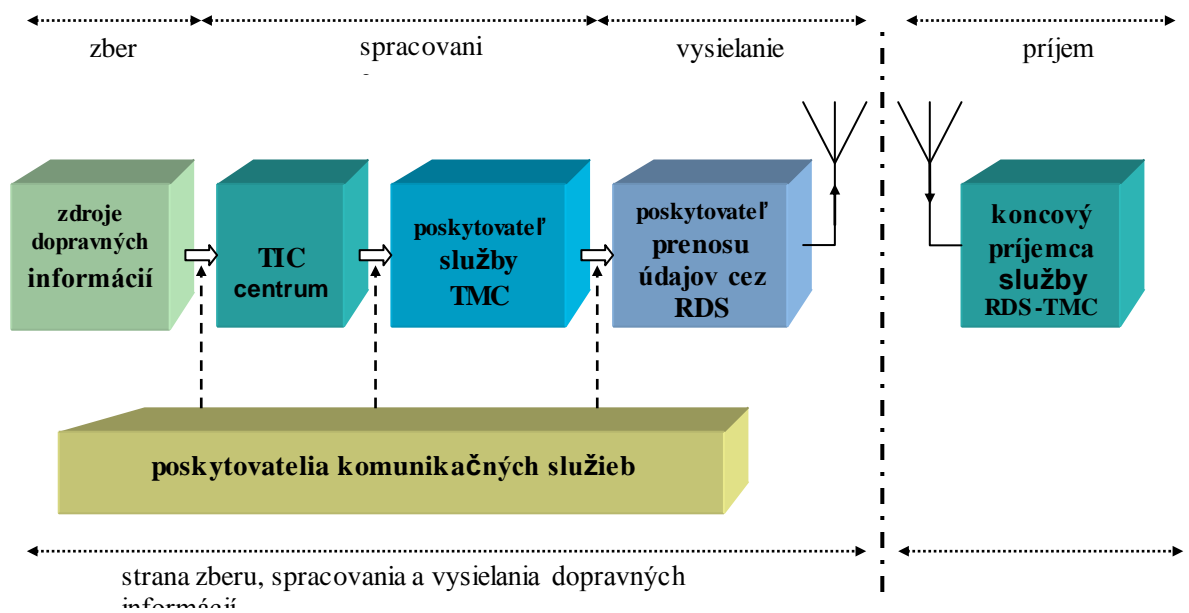 zber
spracovani
vysielanie
príjem
zdroje
dopravných
informácií
TIC
centrum
poskytovateľ
služby
TMC
poskytovateľ
prenosu
údajov cez
RDS
koncový
príjemca
služby
RDS-TMC
poskytovatelia komunikačných služieb
strana zberu, spracovania a vysielania dopravných
informácií